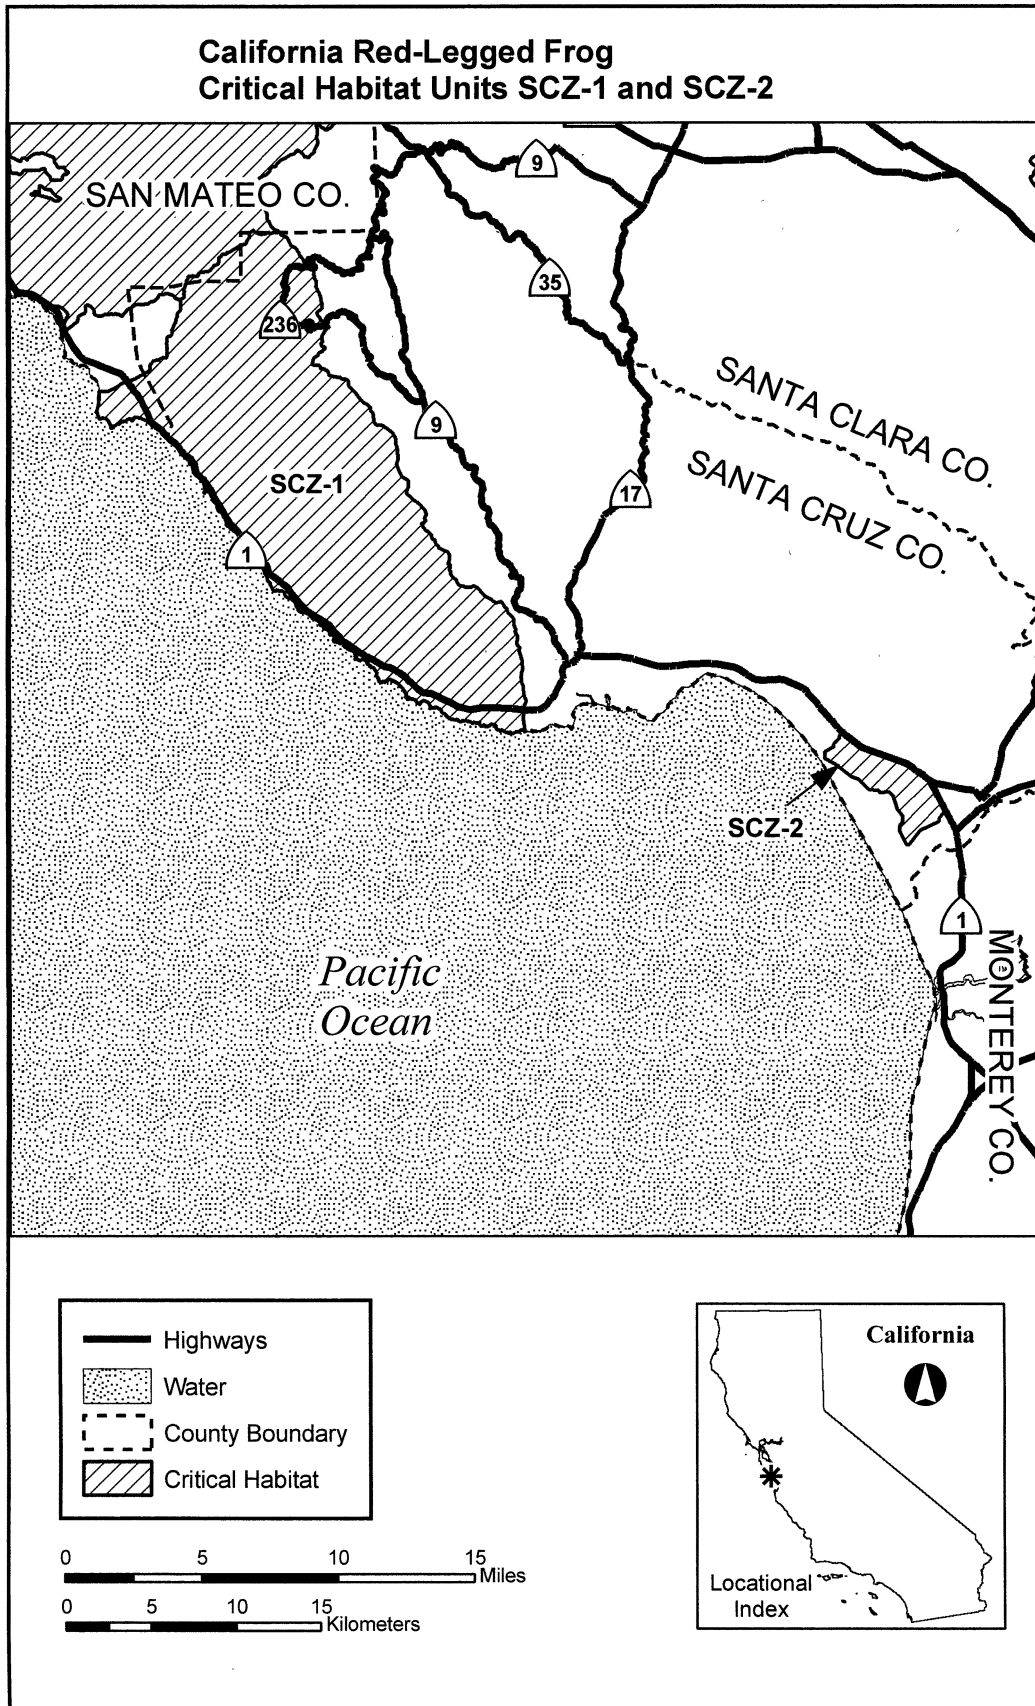 California Red-Legged Frog
Critical Habitat Units SCZ-1 and SCZ-2
9
SAN MATEO CO.
35
236
SANTA CLARA CO.
9
SANTA CRUZ CO.
SCZ-1
17
1
SCZ-2
1
MONTEREY CO.
Pacific
Ocean
Highways
Water
County Boundary
Critical Habitat
0 5 10 15
Miles
0 5 10 15
Kilometers
California
Locational
Index